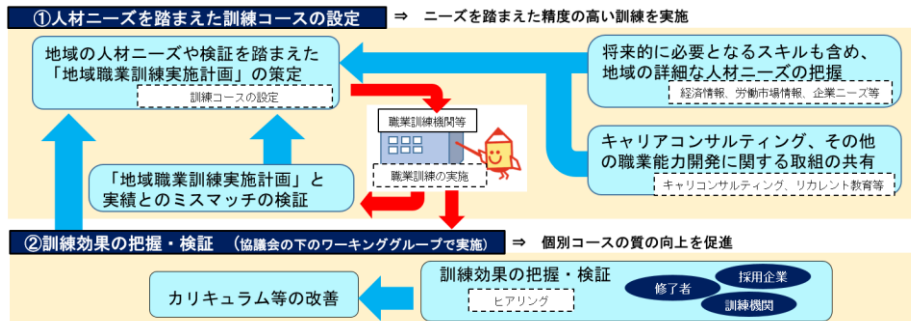 ①人材ニーズを踏まえた訓練コースの設定 ⇒ ニーズを踏まえた精度の高い訓練を実施
地域の人材ニーズや検証を踏まえた
「地域職業訓練実施計画」の策定
訓練コースの設定
将来的に必要となるスキルも含め、
地域の詳細な人材ニーズの把握
経済情報、労働市場情報、企業ニーズ等
職業訓練機関等
職業訓練の実施
キャリアコンサルティング、その他
の職業能力開発に関する取組の共有
キャリコンサルティング、リカレント教育等
「地域職業訓練実施計画」と
実績とのミスマッチの検証
②訓練効果の把握・検証 (協議会の下のワーキンググループで実施) ⇒ 個別コースの質の向上を促進
カリキュラム等の改善
訓練効果の把握・検証
ヒアリング
修了者
採用企業
訓練機関